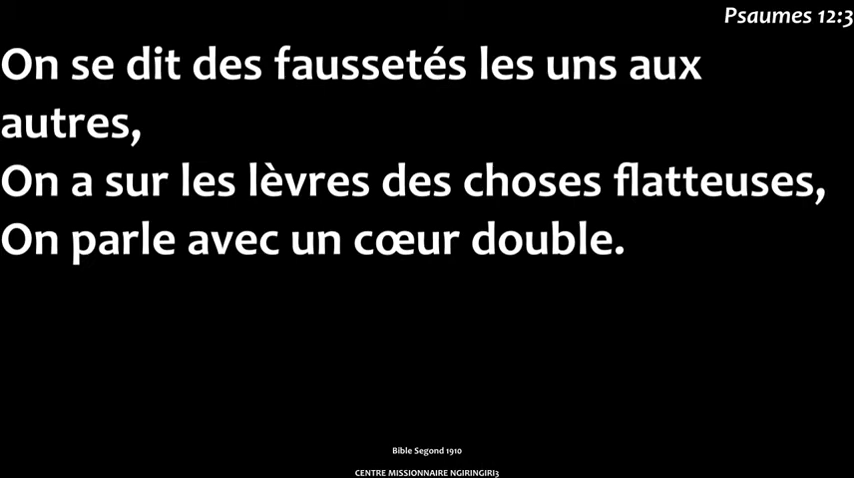 Psaumes 12:3
On se dit des faussetés les uns aux
autres,
On a sur les lèvres des choses flatteuses,
On parle avec un cœur double.
Bible Segond 1910
CENTRE MISSIONNAIRE NGIRINGIRI3